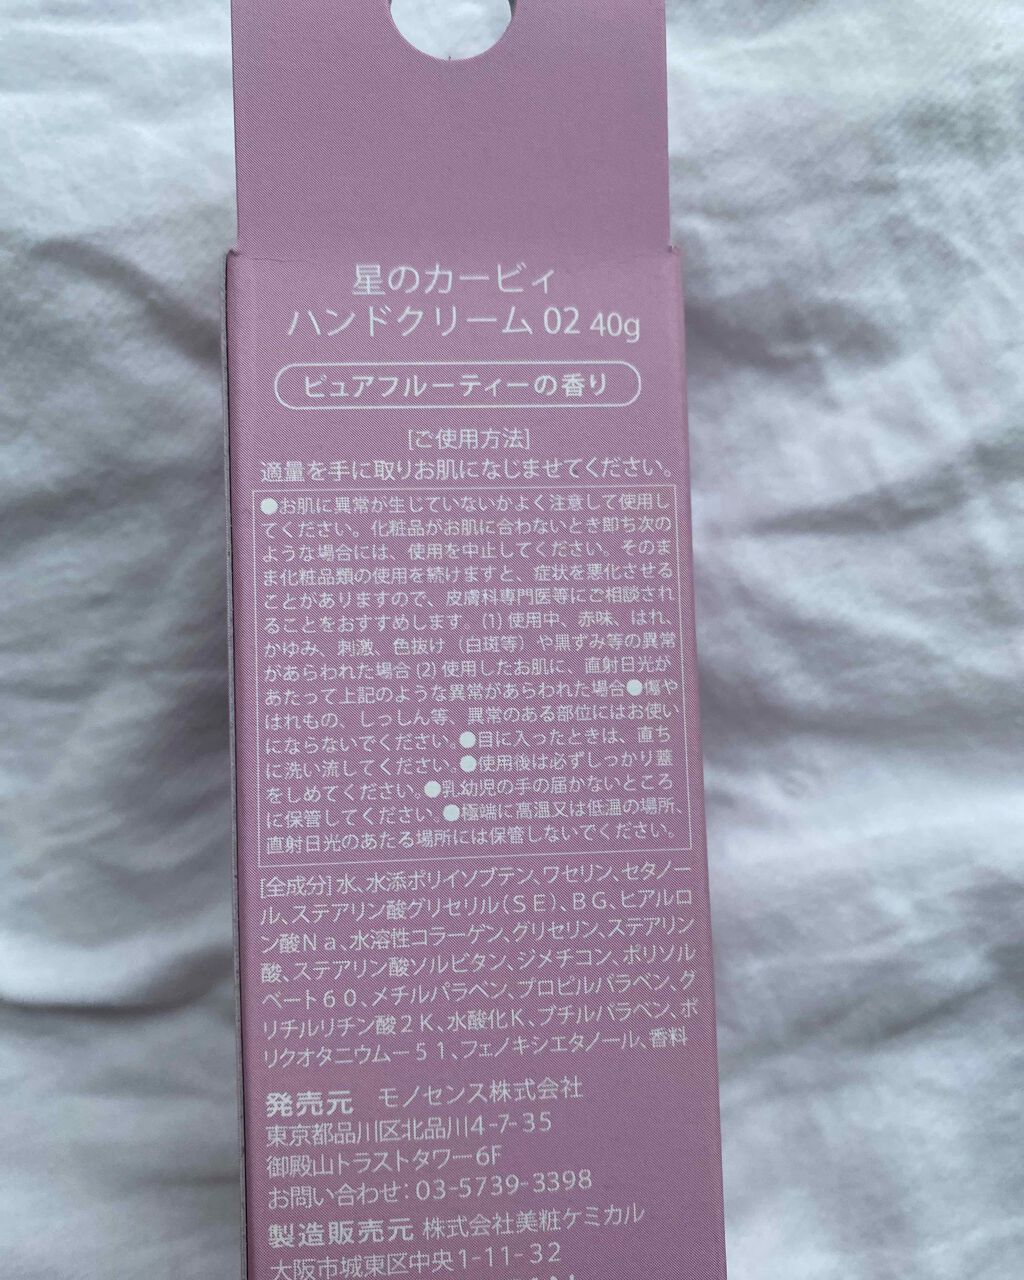 星のカービィ
ハンドクリーム 02 40g
ピュアフルーティーの香り
[ご使用方法]
適量を手に取りお肌になじませてください。
●お肌に異常が生じていないかよく注意して使用し
てください。化粧品がお肌に合わないとき即ち次の
ような場合には、使用を中止してください。そのま
ま化粧品類の使用を続けますと、症状を悪化させる
ことがありますので、皮膚科専門医等にご相談され
ることをおすすめします。(1) 使用中、赤味、はれ、
かゆみ、刺激、色抜け（白斑等）や黒ずみ等の異常
があらわれた場合 (2) 使用したお肌に、直射日光が
あたって上記のような異常があらわれた場合●傷や
はれもの、しっしん等、異常のある部位にはお使い
にならないでください。●目に入ったときは、直ち
に洗い流してください。●使用後は必ずしっかり蓋
をしめてください。●乳幼児の手の届かないところ
に保管してください。●極端に高温又は低温の場所、
直射日光のあたる場所には保管しないでください。
[全成分] 水、水添ポリイソブテン、ワセリン、セタノー
ル、ステアリン酸グリセリル（ＳＥ）、ＢＧ、ヒアルロ
ン酸Ｎａ、水溶性コラーゲン、グリセリン、ステアリン
酸、ステアリン酸ソルビタン、ジメチコン、ポリソル
ベート６０、メチルパラベン、プロピルパラベン、グ
リチルリチン酸２Ｋ、水酸化Ｋ、ブチルパラベン、ポ
リクオタニウムー５１、フェノキシエタノール、香料
発売元 モノセンス株式会社
東京都品川区北品川4-7-35
御殿山トラストタワー6F
お問い合わせ：03-5739-3398
製造販売元 株式会社美粧ケミカル
大阪市城東区中央1-11-32